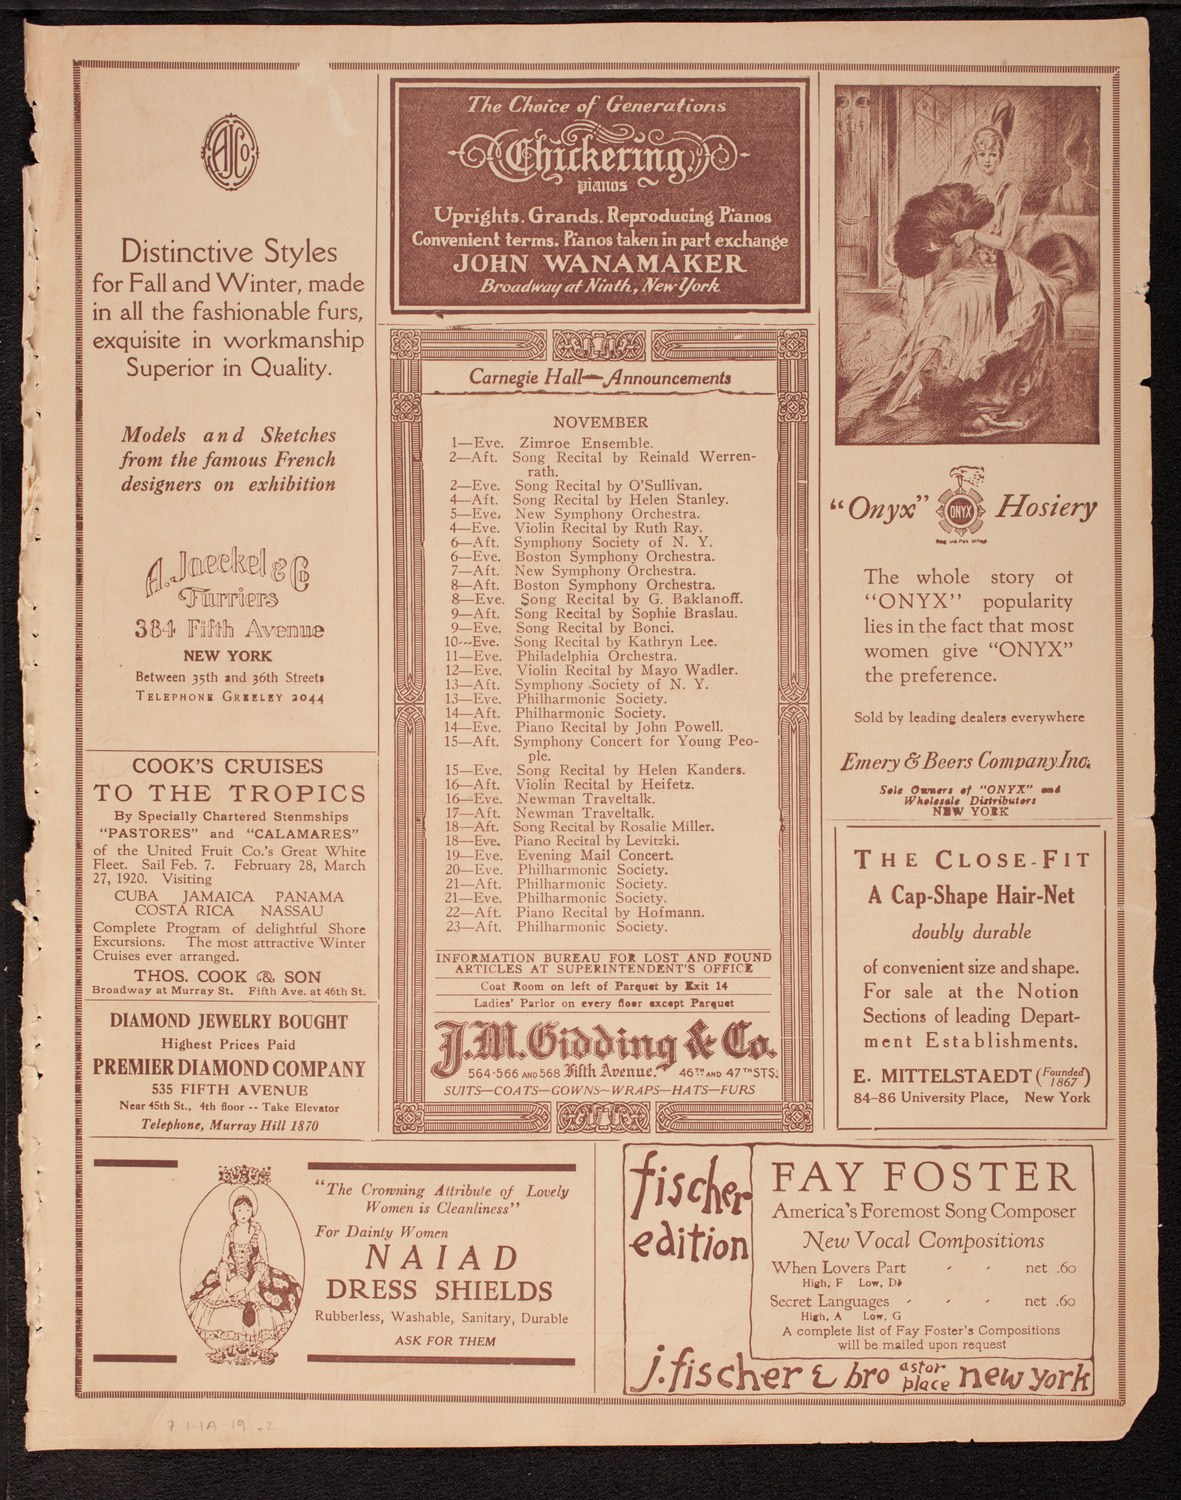 AJCo
Distinctive Styles
for Fall and Winter, made
in all the fashionable furs,
exquisite in workmanship
Superior in Quality.
Models and Sketches
from the famous French
designers on exhibition
A. Jaeckel & Co
Furriers
384 Fifth Avenue
NEW YORK
Between 35th and 36th Streets
TELEPHONE GREELEY 2044
COOK'S CRUISES
TO THE TROPICS
By Specially Chartered Stenmships
"PASTORES" and "CALAMARES"
of the United Fruit Co.'s Great White
Fleet. Sail Feb. 7. February 28, March
27, 1920. Visiting
CUBA JAMAICA PANAMA
COSTA RICA NASSAU
Complete Program of delightful Shore
Excursions. The most attractive Winter
Cruises ever arranged.
THOS. COOK & SON
Broadway at Murray St. Fifth Ave. at 46th St.
DIAMOND JEWELRY BOUGHT
Highest Prices Paid
PREMIER DIAMOND COMPANY
535 FIFTH AVENUE
Near 45th St., 4th floor -- Take Elevator
Telephone, Murray Hill 1870
The Choice of Generations
Chickering
pianos
Uprights. Grands. Reproducing Pianos
Convenient terms. Pianos taken in part exchange
JOHN WANAMAKER
Broadway at Ninth, New York
Carnegie Hall—Announcements
NOVEMBER
1—Eve. Zimroe Ensemble.
2—Aft. Song Recital by Reinald Werren-
rath.
2—Eve. Song Recital by O'Sullivan.
4—Aft. Song Recital by Helen Stanley.
5—Eve. New Symphony Orchestra.
4—Eve. Violin Recital by Ruth Ray.
6—Aft. Symphony Society of N. Y.
6—Eve. Boston Symphony Orchestra.
7—Aft. New Symphony Orchestra.
8—Aft. Boston Symphony Orchestra.
8—Eve. Song Recital by G. Baklanoff.
9—Aft. Song Recital by Sophie Braslau.
9—Eve. Song Recital by Bonci.
10--Eve. Song Recital by Kathryn Lee.
11—Eve. Philadelphia Orchestra.
12—Eve. Violin Recital by Mayo Wadler.
13—Aft. Symphony Society of N. Y.
13—Eve. Philharmonic Society.
14—Aft. Philharmonic Society.
14—Eve. Piano Recital by John Powell.
15—Aft. Symphony Concert for Young Peo-
ple.
15—Eve. Song Recital by Helen Kanders.
16—Aft. Violin Recital by Heifetz.
16—Eve. Newman Traveltalk.
17—Aft. Newman Traveltalk.
18—Aft. Song Recital by Rosalie Miller.
18—Eve. Piano Recital by Levitzki.
19—Eve. Evening Mail Concert.
20—Eve. Philharmonic Society.
21—Aft. Philharmonic Society.
21—Eve. Philharmonic Society.
22—Aft. Piano Recital by Hofmann.
23—Aft. Philharmonic Society.
INFORMATION BUREAU FOR LOST AND FOUND
ARTICLES AT SUPERINTENDENT'S OFFICE
Coat Room on left of Parquet by Exit 14
Ladies' Parlor on every floor except Parquet
J.M. Gidding & Co.
564-566 AND 568 Fifth Avenue. 46TH AND 47TH STS.
SUITS—COATS—GOWNS—WRAPS—HATS—FURS
"Onyx" ONYX Hosiery
Reg. U.S. Pat. Office
The whole story of
"ONYX" popularity
lies in the fact that most
women give "ONYX"
the preference.
Sold by leading dealers everywhere
Emery & Beers Company Inc.
Sole Owners of "ONYX" and
Wholesale Distributors
NEW YORK
THE CLOSE-FIT
A Cap-Shape Hair-Net
doubly durable
of convenient size and shape.
For sale at the Notion
Sections of leading Depart-
ment Establishments.
E. MITTELSTAEDT (Founded 1867)
84–86 University Place, New York
"The Crowning Attribute of Lovely
Women is Cleanliness"
For Dainty Women
NAIAD
DRESS SHIELDS
Rubberless, Washable, Sanitary, Durable
ASK FOR THEM
fischer
edition
FAY FOSTER
America's Foremost Song Composer
New Vocal Compositions
When Lovers Part - - net .60
High, F Low, D♭
Secret Languages - - - net .60
High, A Low, G
A complete list of Fay Foster's Compositions
will be mailed upon request
j. fischer & bro astor place new york
7-1-1A-19-2